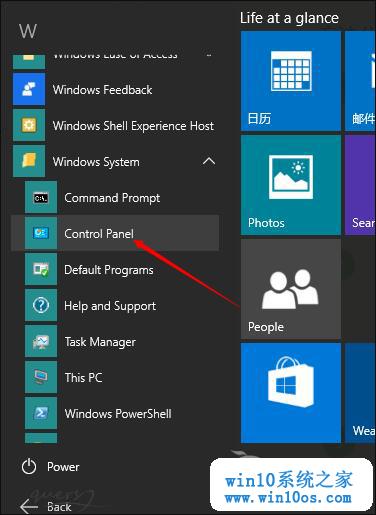 Life at a glance
W
Windows Ease of Access
Windows Feedback
Windows Shell Experience Host
Windows System
Command Prompt
Control Panel
Default Programs
Help and Support
Task Manager
This PC
Windows PowerShell
Power
Back
日历
邮件
Photos
Sear
People
Wea
win10系统之家
www.win10os.com